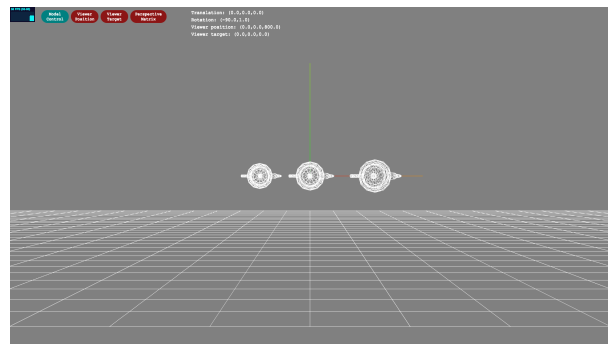 Model
Control
Viewer
Position
Viewer
Target
Perspective
Matrix
Translation: (0.0,0.0,0.0)
Rotation: (-90.0,1.0)
Viewer position: (0.0,0.0,800.0)
Viewer target: (0.0,0.0,0.0)